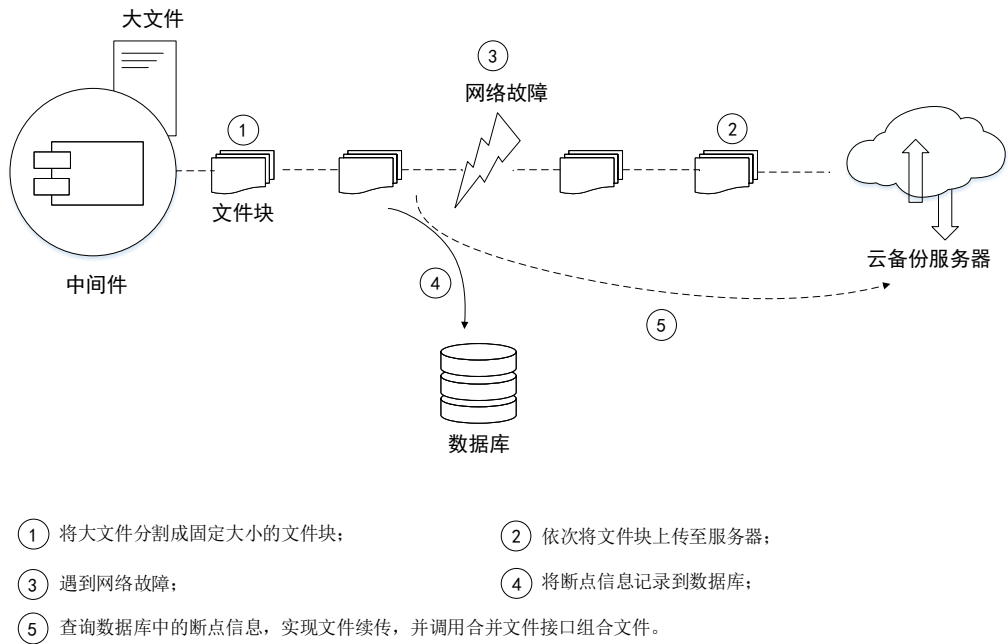 大文件
③
网络故障
①
②
文件块
云备份服务器
中间件
④
⑤
数据库
① 将大文件分割成固定大小的文件块；
② 依次将文件块上传至服务器；
③ 遇到网络故障；
④ 将断点信息记录到数据库；
⑤ 查询数据库中的断点信息，实现文件续传，并调用合并文件接口组合文件。